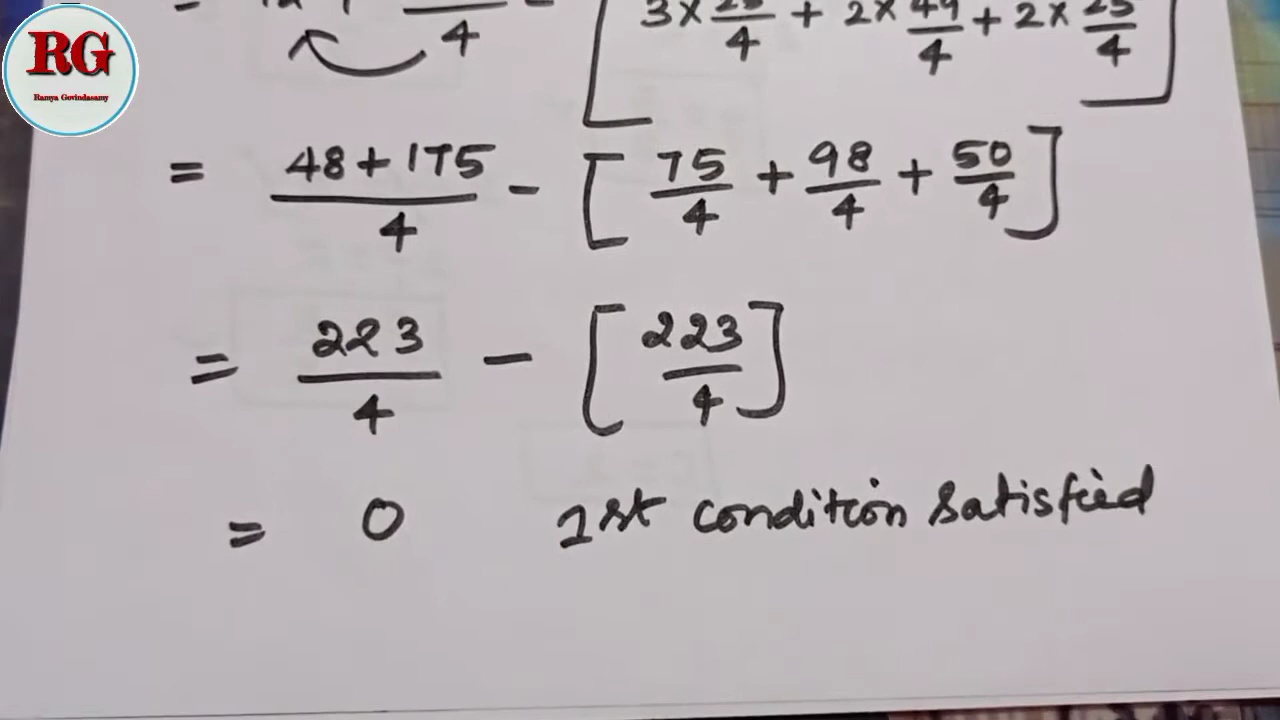 RG
Ramya Govindasamy
4 - [ 3 × /4 + 2 × 49/4 + 2 × 25/4 ]
= 48+175/4 - [ 75/4 + 98/4 + 50/4 ]
= 223/4 - [ 223/4 ]
= 0 1st condition satisfied